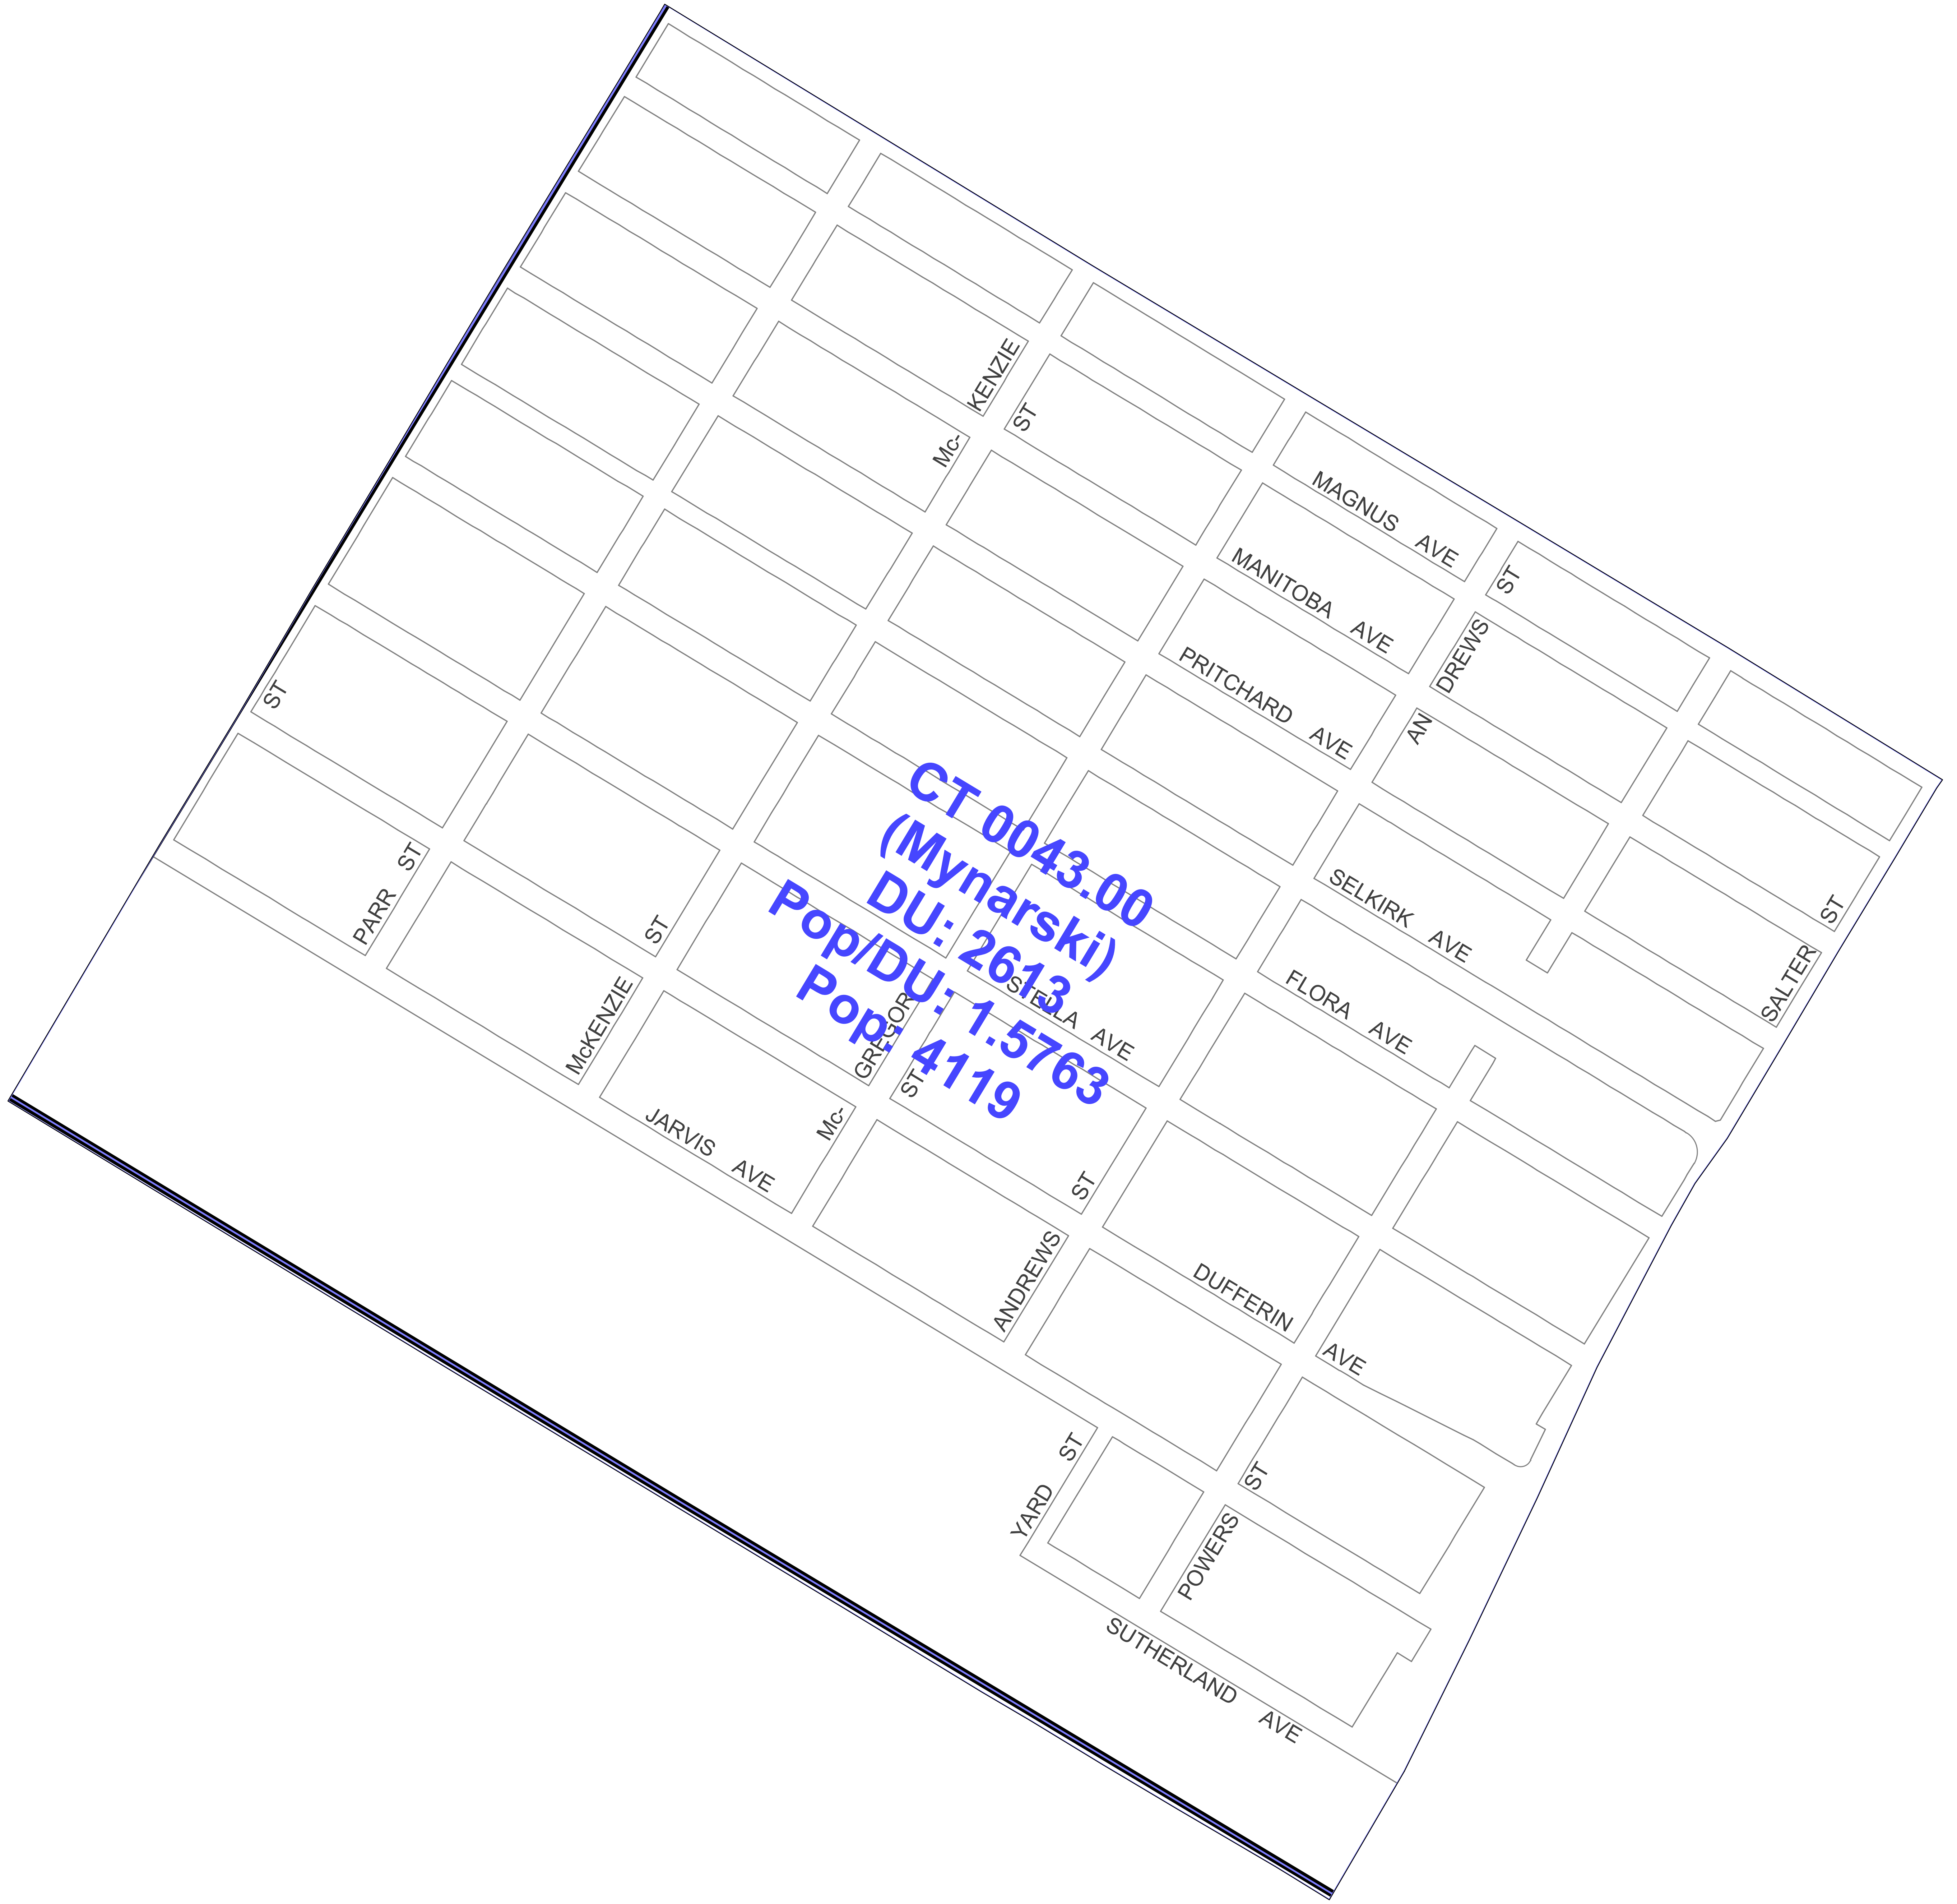 KENZIE
ST
Mc-
MAGNUS AVE
MANITOBA AVE
ST
DREWS
AN
PRITCHARD AVE
ST
CT 0043.00
(Mynarski)
DU: 2613
Pop/DU: 1.5763
Pop: 4119
SELKIRK AVE
ST
SALTER
PARR ST
ST
McKENZIE
FLORA AVE
STELLA AVE
GREGOR
ST
Mc-
JARVIS AVE
ST
ANDREWS
DUFFERIN
AVE
YARD ST
ST
POWERS
SUTHERLAND AVE